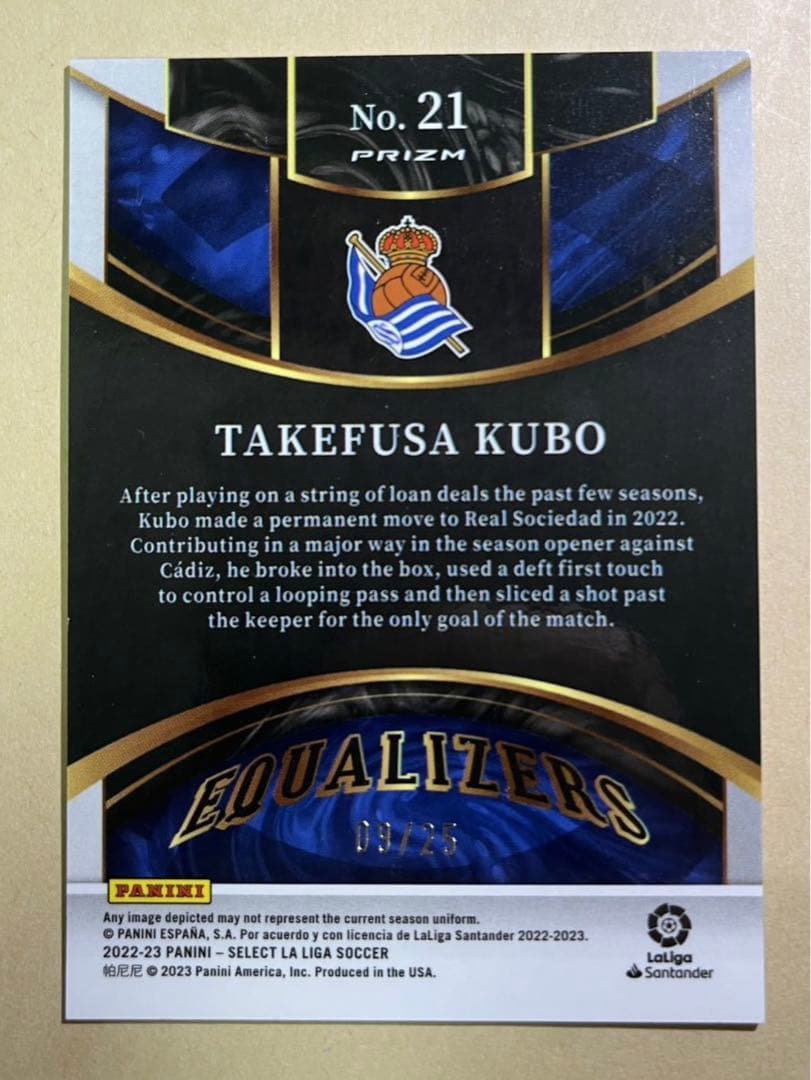 No. 21
PRIZM
TAKEFUSA KUBO
After playing on a string of loan deals the past few seasons,
Kubo made a permanent move to Real Sociedad in 2022.
Contributing in a major way in the season opener against
Cádiz, he broke into the box, used a deft first touch
to control a looping pass and then sliced a shot past
the keeper for the only goal of the match.
EQUALIZERS
09/25
PANINI
Any image depicted may not represent the current season uniform.
© PANINI ESPAÑA, S.A. Por acuerdo y con licencia de LaLiga Santander 2022-2023.
2022-23 PANINI – SELECT LA LIGA SOCCER
帕尼尼 © 2023 Panini America, Inc. Produced in the USA.
LaLiga
Santander